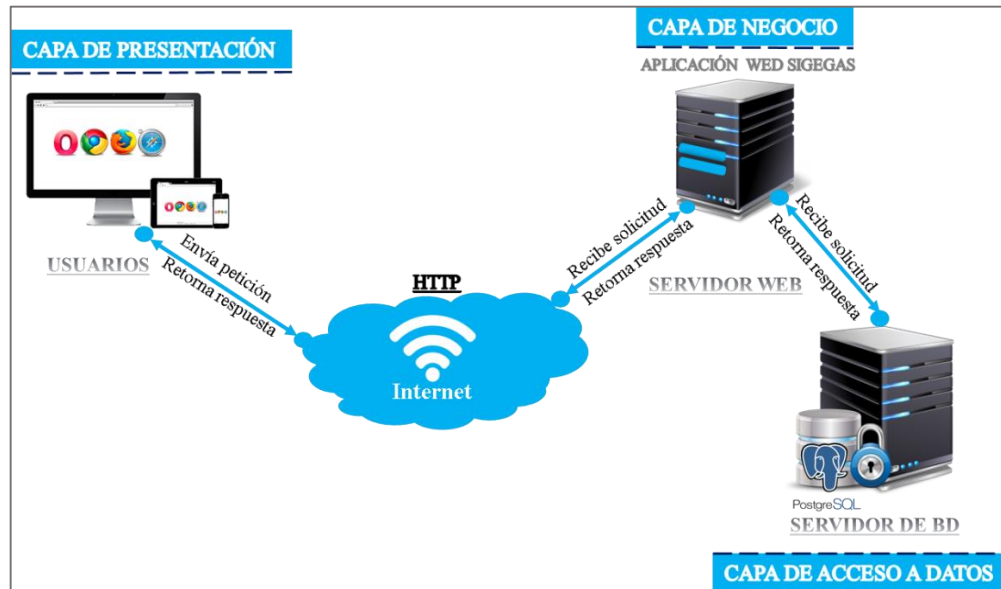 CAPA DE PRESENTACIÓN
USUARIOS
Envía petición
Retorna respuesta
HTTP
Internet
CAPA DE NEGOCIO
APLICACIÓN WED SIGEGAS
Recibe solicitud
Retorna respuesta
SERVIDOR WEB
Recibe solicitud
Retorna respuesta
PostgreSQL
SERVIDOR DE BD
CAPA DE ACCESO A DATOS